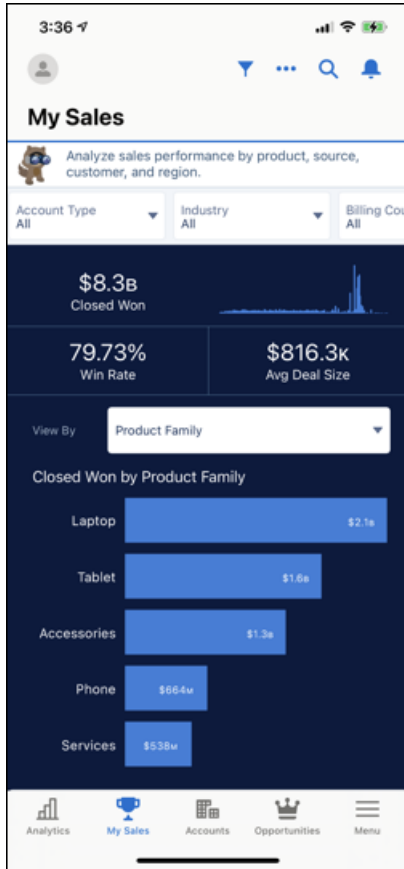 3:36
My Sales
Analyze sales performance by product, source,
customer, and region.
Account Type
All
Industry
All
Billing Cou
All
$8.3B
Closed Won
79.73%
Win Rate
$816.3K
Avg Deal Size
View By
Product Family
Closed Won by Product Family
Laptop
$2.1B
Tablet
$1.6B
Accessories
$1.3B
Phone
$664M
Services
$538M
Analytics
My Sales
Accounts
Opportunities
Menu